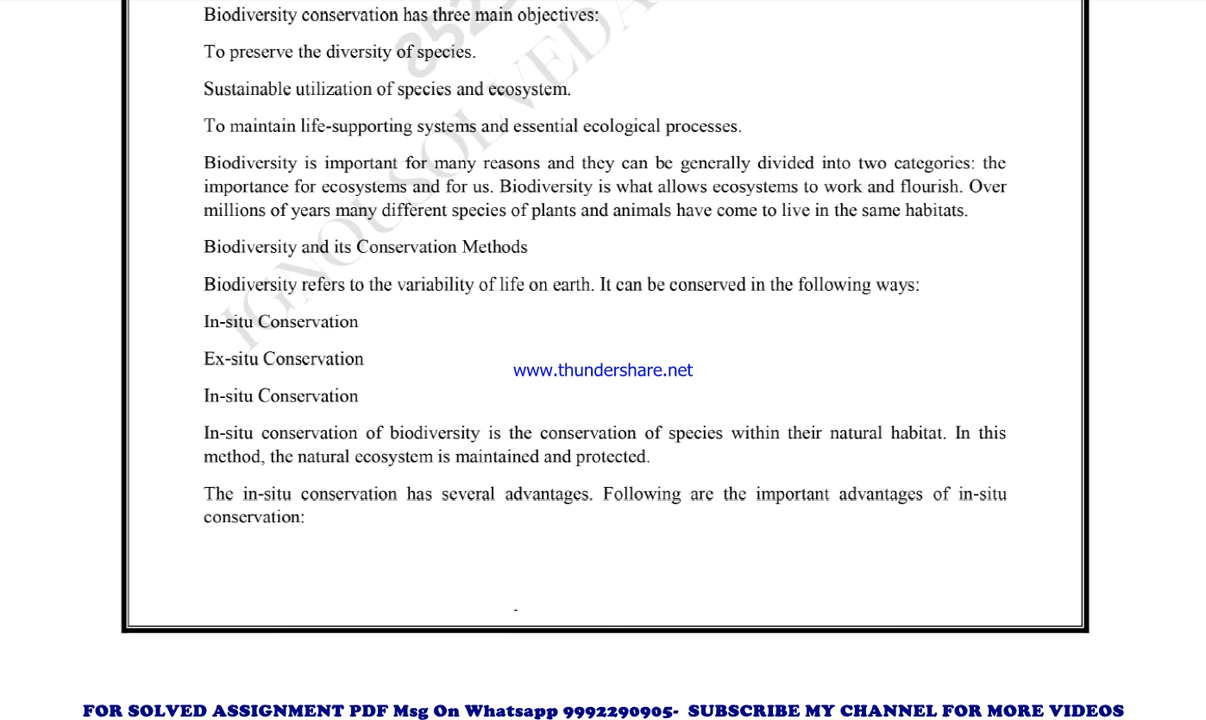 Biodiversity conservation has three main objectives:
To preserve the diversity of species.
Sustainable utilization of species and ecosystem.
To maintain life-supporting systems and essential ecological processes.
Biodiversity is important for many reasons and they can be generally divided into two categories: the
importance for ecosystems and for us. Biodiversity is what allows ecosystems to work and flourish. Over
millions of years many different species of plants and animals have come to live in the same habitats.
Biodiversity and its Conservation Methods
Biodiversity refers to the variability of life on earth. It can be conserved in the following ways:
In-situ Conservation
Ex-situ Conservation
www.thundershare.net
In-situ Conservation
In-situ conservation of biodiversity is the conservation of species within their natural habitat. In this
method, the natural ecosystem is maintained and protected.
The in-situ conservation has several advantages. Following are the important advantages of in-situ
conservation:
FOR SOLVED ASSIGNMENT PDF Msg On Whatsapp 9992290905- SUBSCRIBE MY CHANNEL FOR MORE VIDEOS